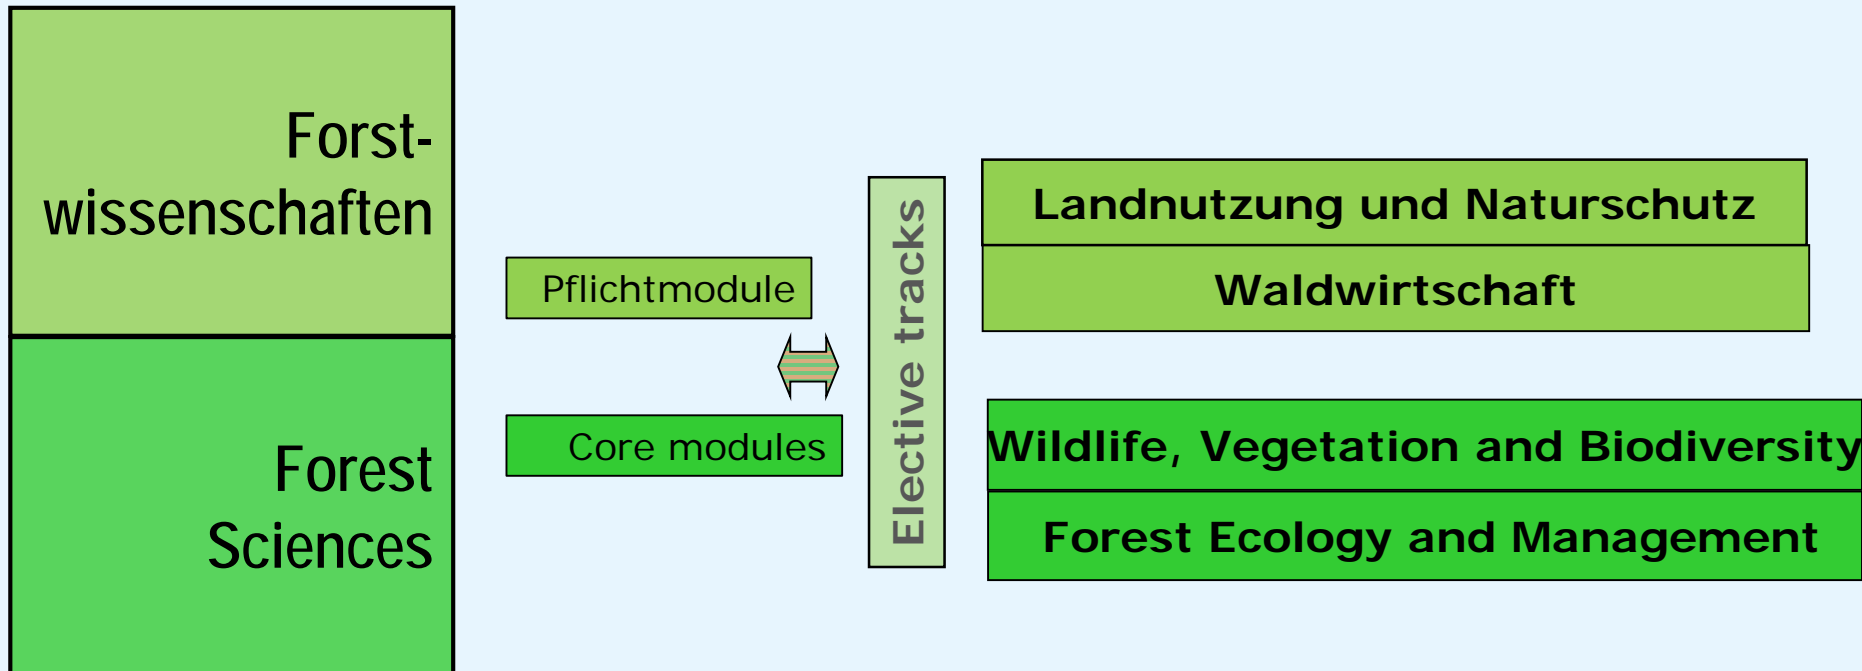 Forst-
wissenschaften
Forest
Sciences
Pflichtmodule
Core modules
Elective tracks
Landnutzung und Naturschutz
Waldwirtschaft
Wildlife, Vegetation and Biodiversity
Forest Ecology and Management